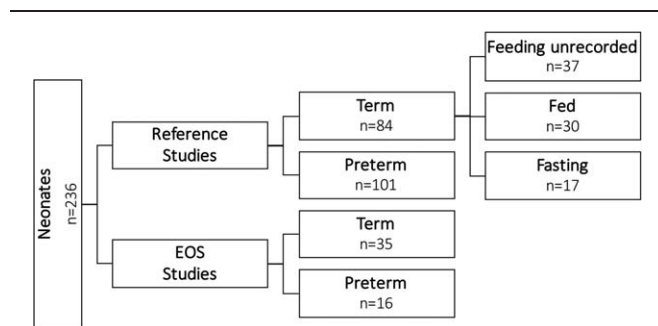 Neonates
n=236
Reference
Studies
EOS
Studies
Term
n=84
Preterm
n=101
Term
n=35
Preterm
n=16
Feeding unrecorded
n=37
Fed
n=30
Fasting
n=17